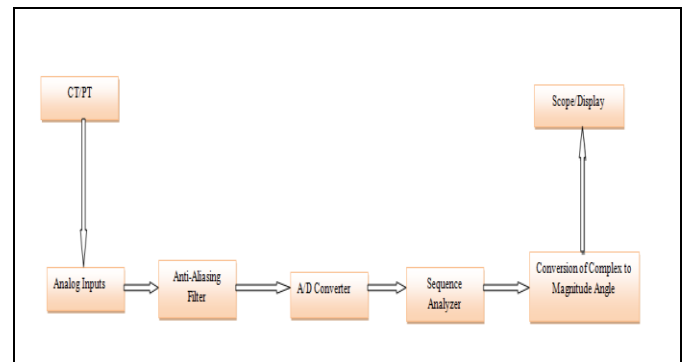 CT/PT
Scope/Display
Analog Inputs
Anti-Aliasing
Filter
A/D Converter
Sequence
Analyzer
Conversion of Complex to
Magnitude Angle